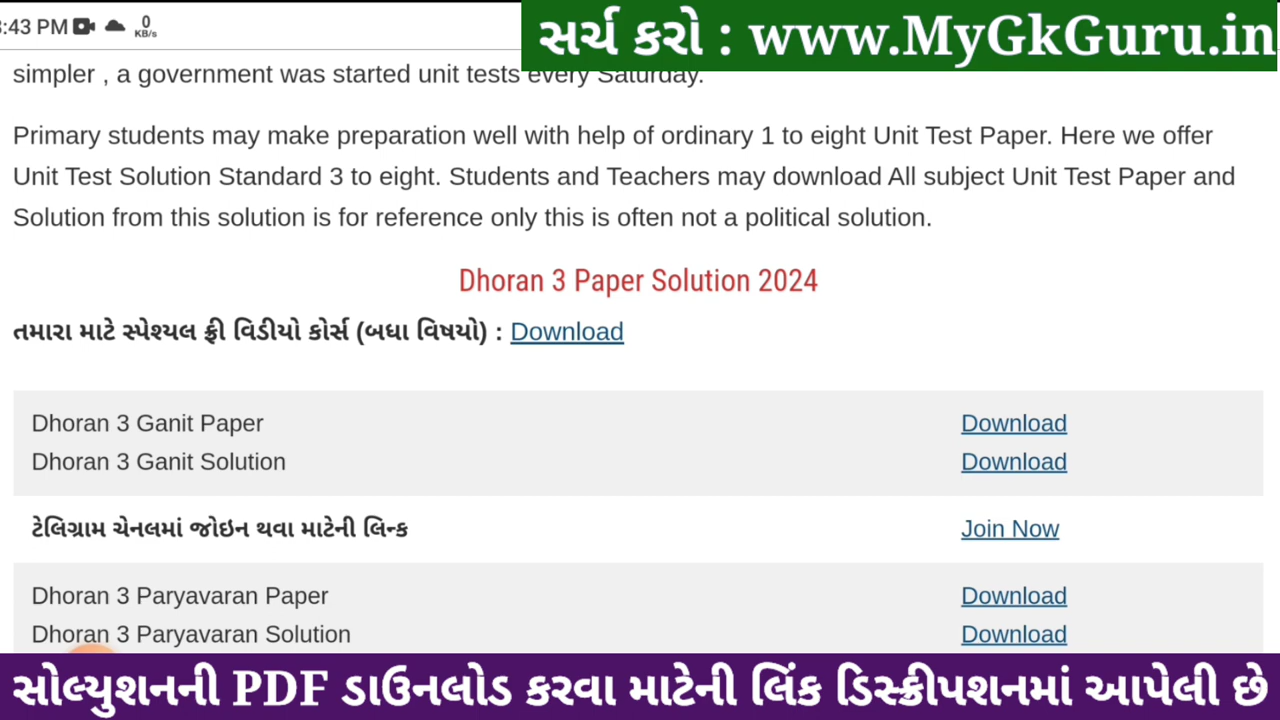 :43 PM 0 KB/s
સર્ચ કરો : www.MyGkGuru.in
simpler , a government was started unit tests every Saturday.
Primary students may make preparation well with help of ordinary 1 to eight Unit Test Paper. Here we offer
Unit Test Solution Standard 3 to eight. Students and Teachers may download All subject Unit Test Paper and
Solution from this solution is for reference only this is often not a political solution.
Dhoran 3 Paper Solution 2024
તમારા માટે સ્પેશ્યલ ફ્રી વિડીયો કોર્સ (બધા વિષયો) : Download
Dhoran 3 Ganit Paper Download
Dhoran 3 Ganit Solution Download
ટેલિગ્રામ ચેનલમાં જોઇન થવા માટેની લિન્ક Join Now
Dhoran 3 Paryavaran Paper Download
Dhoran 3 Paryavaran Solution Download
સોલ્યુશનની PDF ડાઉનલોડ કરવા માટેની લિંક ડિસ્ક્રીપશનમાં આપેલી છે